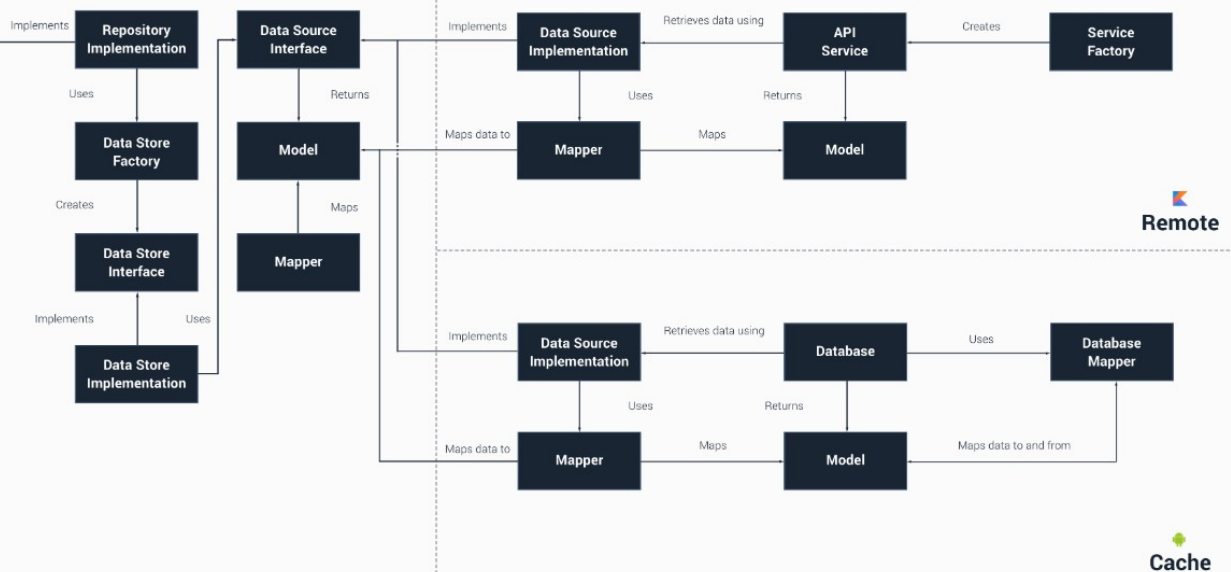 Implements
Repository
Implementation
Data Source
Interface
Implements
Data Source
Implementation
Retrieves data using
API
Service
Creates
Service
Factory
Uses
Returns
Uses
Returns
Data Store
Factory
Model
Maps data to
Mapper
Maps
Model
Creates
Maps
Remote
Data Store
Interface
Mapper
Implements
Uses
Data Store
Implementation
Implements
Data Source
Implementation
Retrieves data using
Database
Uses
Database
Mapper
Uses
Returns
Maps data to
Mapper
Maps
Model
Maps data to and from
Cache